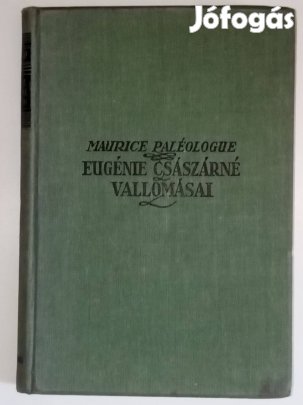 Jófogás
MAURICE PALÉOLOGUE
EUGÉNIE CSÁSZÁRNÉ
VALLOMÁSAI